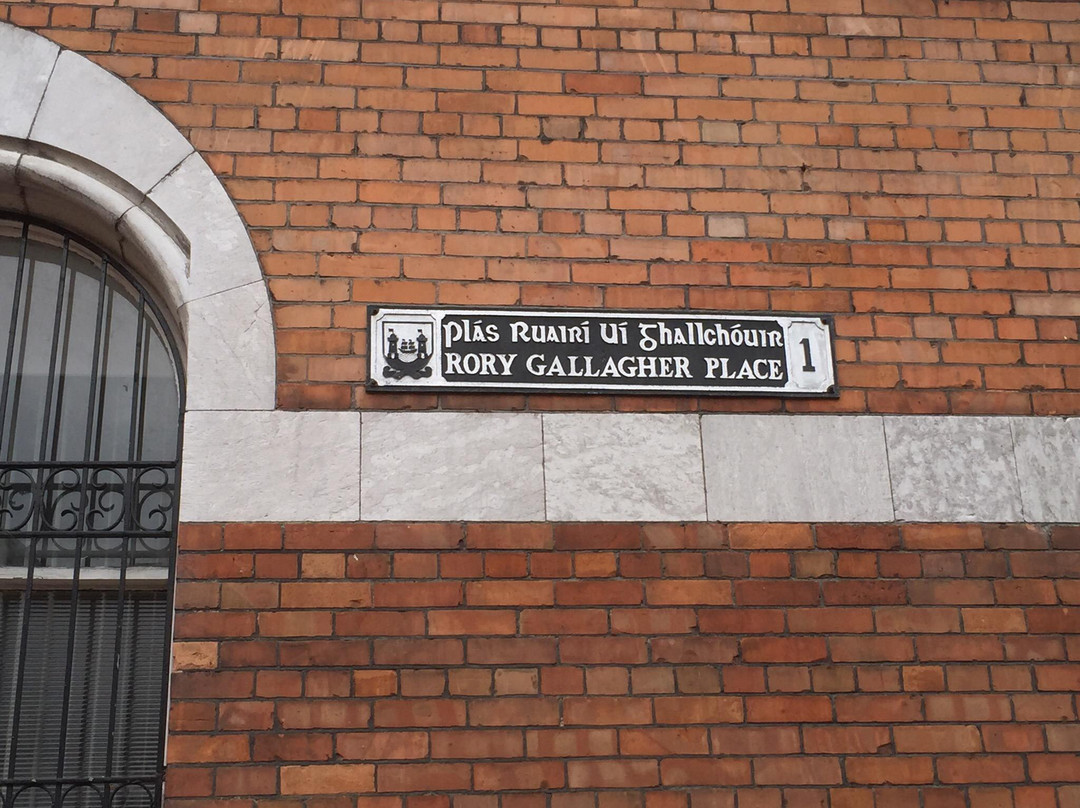 Plás Ruairí Uí Ghallchóuir
RORY GALLAGHER PLACE
1